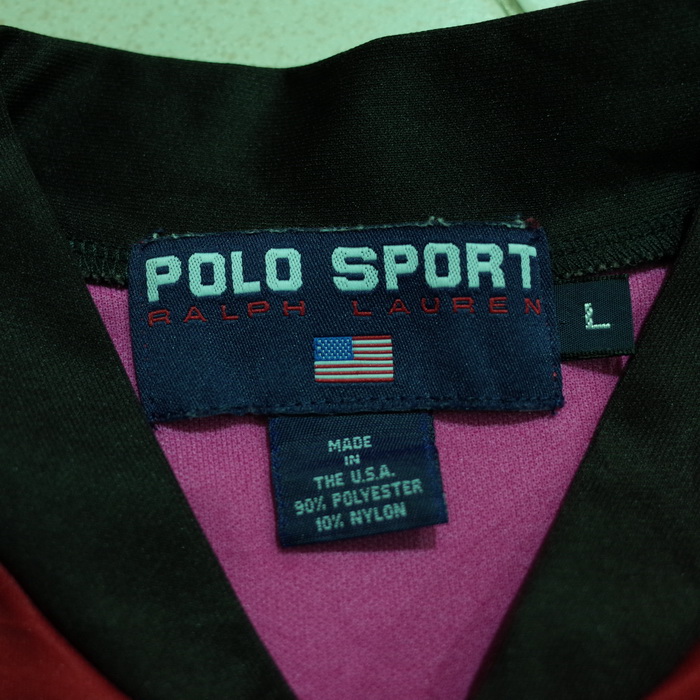 POLO SPORT
RALPH LAUREN
L
MADE
IN
THE U.S.A.
90% POLYESTER
10% NYLON